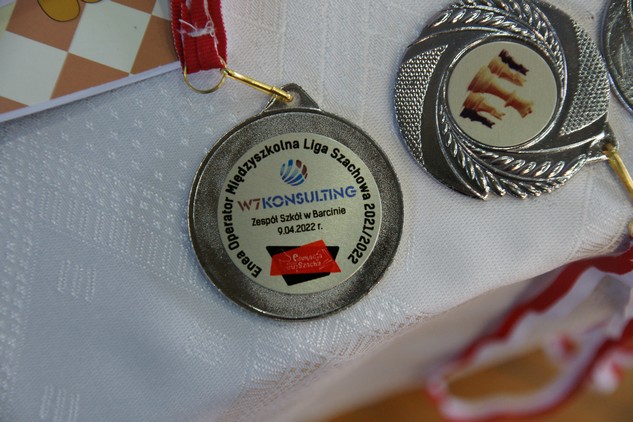 Enea Operator Międzyszkolna Liga Szachowa 2021/2022
W7KONSULTING
Zespół Szkół w Barcinie
9.04.2022 r.